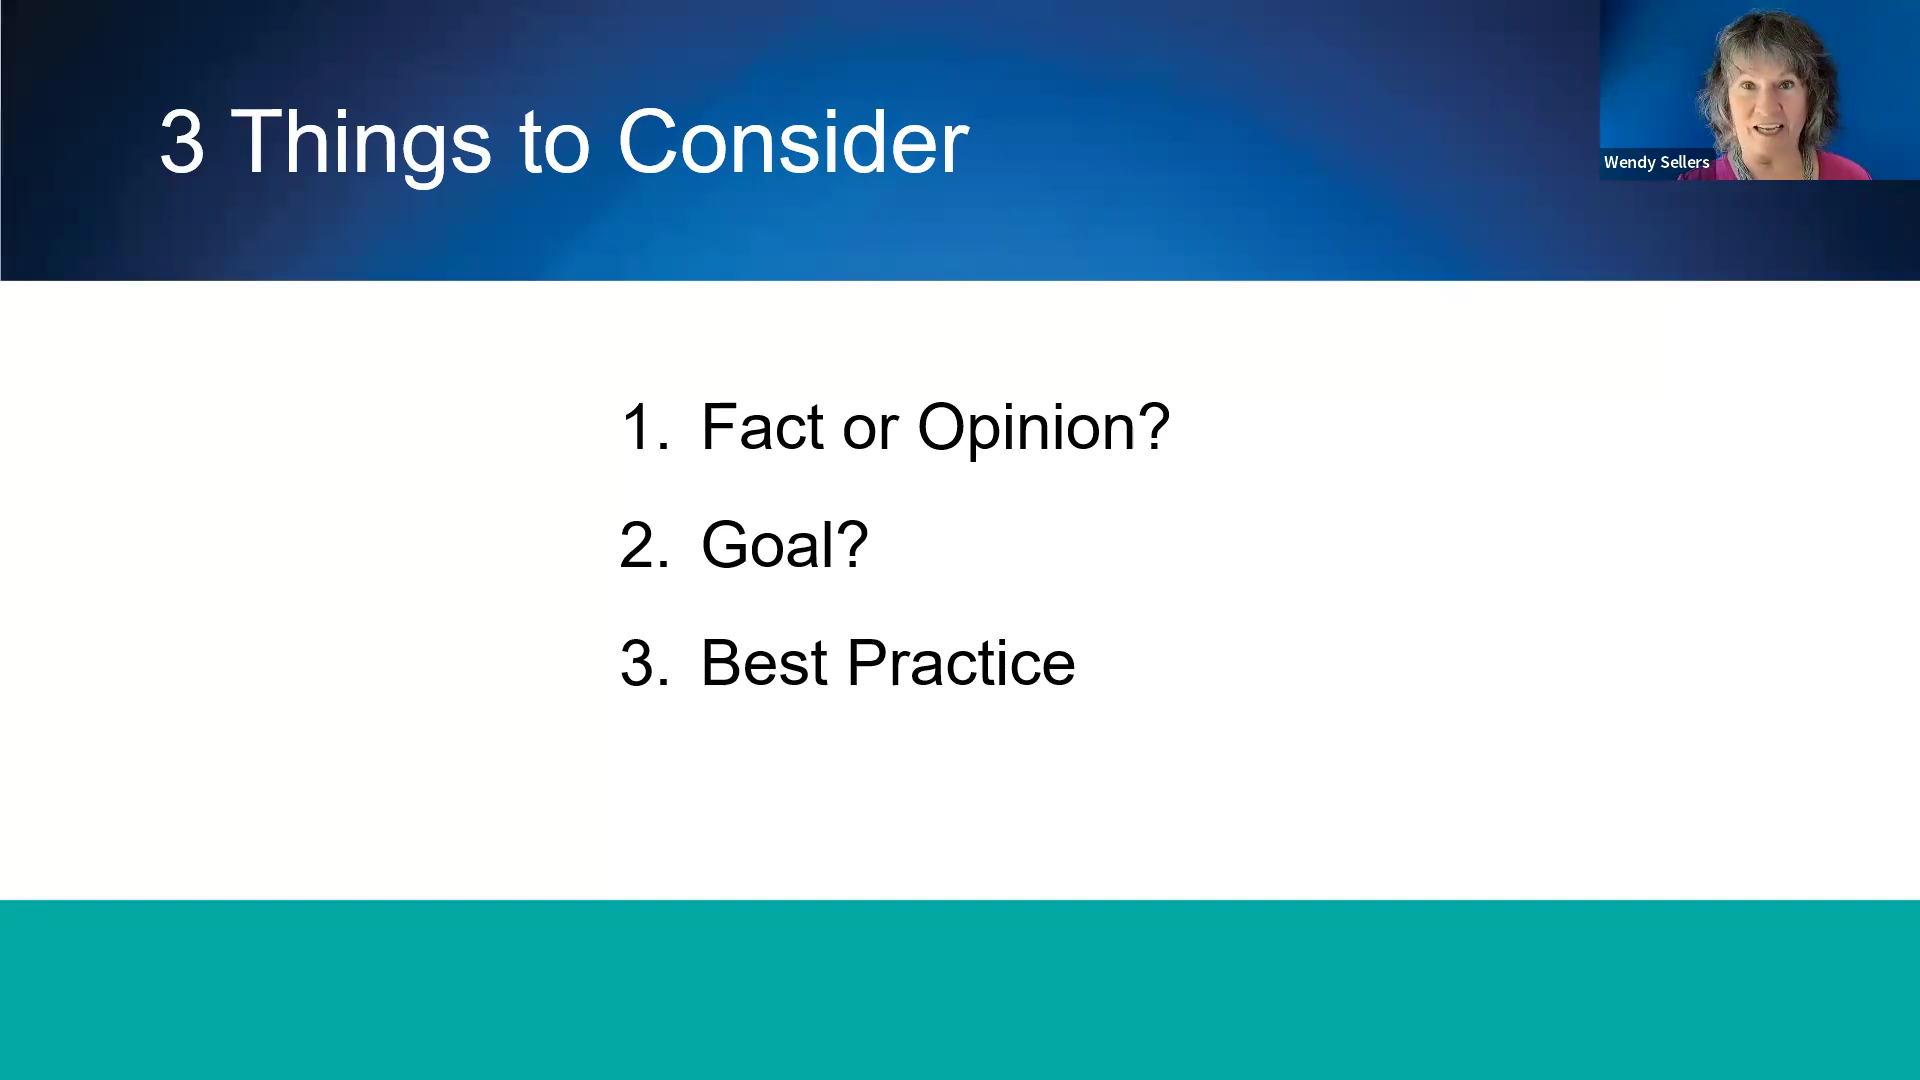 3 Things to Consider
Wendy Sellers
1. Fact or Opinion?
2. Goal?
3. Best Practice